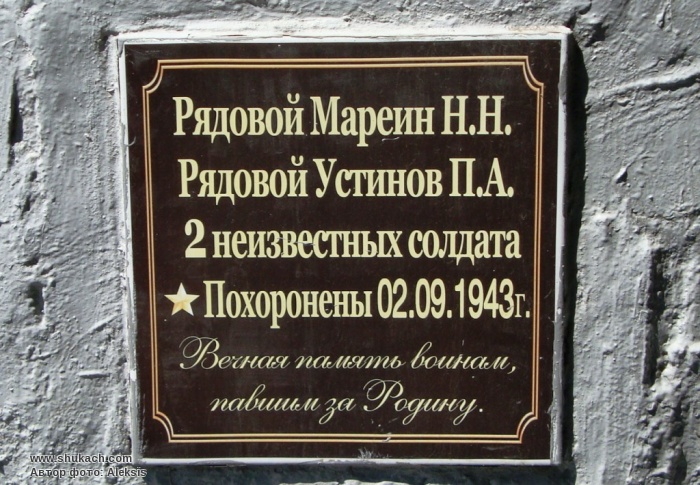 Рядовой Мареин Н.Н.
Рядовой Устинов П.А.
2 неизвестных солдата
Похоронены 02.09.1943г.
Вечная память воинам,
павшим за Родину.
www.shukach.com
Автор фото: Aleksis